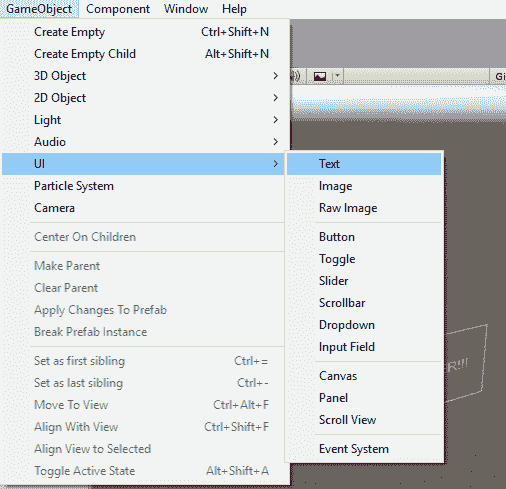 GameObject Component Window Help
Create Empty Ctrl+Shift+N
Create Empty Child Alt+Shift+N
3D Object
2D Object
Light
Audio
UI
Particle System
Camera
Center On Children
Make Parent
Clear Parent
Apply Changes To Prefab
Break Prefab Instance
Set as first sibling Ctrl+=
Set as last sibling Ctrl+-
Move To View Ctrl+Alt+F
Align With View Ctrl+Shift+F
Align View to Selected
Toggle Active State Alt+Shift+A
Text
Image
Raw Image
Button
Toggle
Slider
Scrollbar
Dropdown
Input Field
Canvas
Panel
Scroll View
Event System
Gi
ER!!!